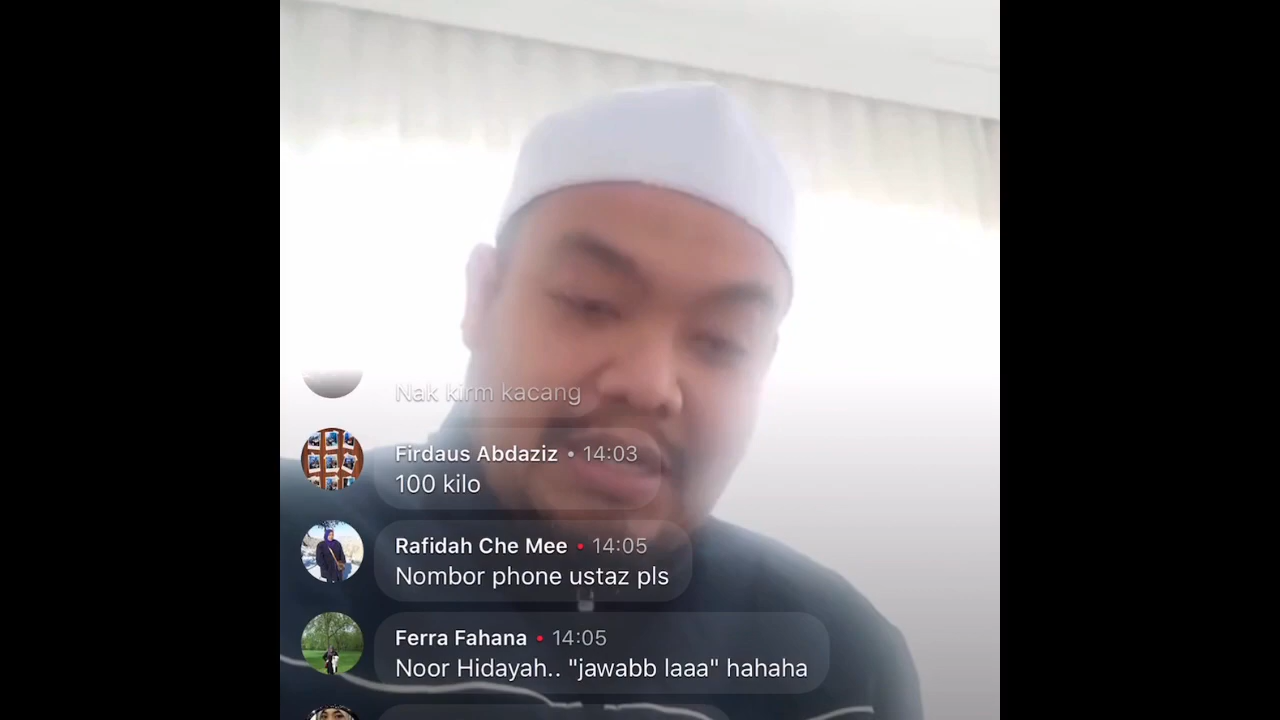 Nak kirm kacang
Firdaus Abdaziz • 14:03
100 kilo
Rafidah Che Mee • 14:05
Nombor phone ustaz pls
Ferra Fahana • 14:05
Noor Hidayah.. "jawabb laaa" hahaha